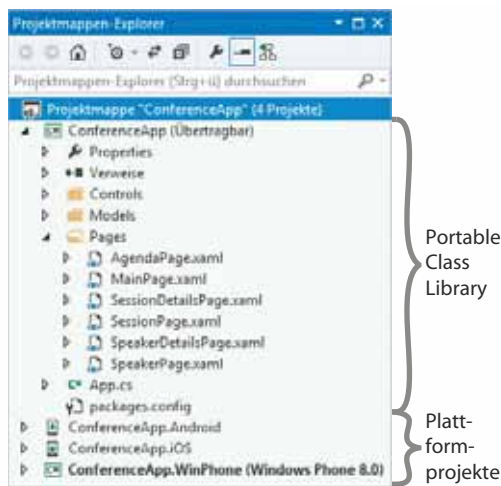 Projektmappen-Explorer
Projektmappen-Explorer (Strg+ü) durchsuchen
Projektmappe "ConferenceApp" (4 Projekte)
ConferenceApp (Übertragbar)
Properties
Verweise
Controls
Models
Pages
AgendaPage.xaml
MainPage.xaml
SessionDetailsPage.xaml
SessionPage.xaml
SpeakerDetailsPage.xaml
SpeakerPage.xaml
C# App.cs
packages.config
ConferenceApp.Android
ConferenceApp.iOS
ConferenceApp.WinPhone (Windows Phone 8.0)
Portable
Class
Library
Platt-
form-
projekte